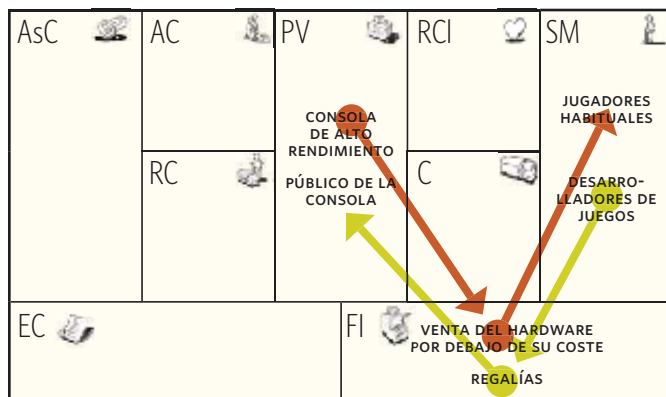 AsC
AC
PV
RCl
SM
CONSOLA
DE ALTO
RENDIMIENTO
PÚBLICO DE LA
CONSOLA
JUGADORES
HABITUALES
DESARRO-
LLADORES DE
JUEGOS
RC
C
EC
FI
VENTA DEL HARDWARE
POR DEBAJO DE SU COSTE
REGALÍAS